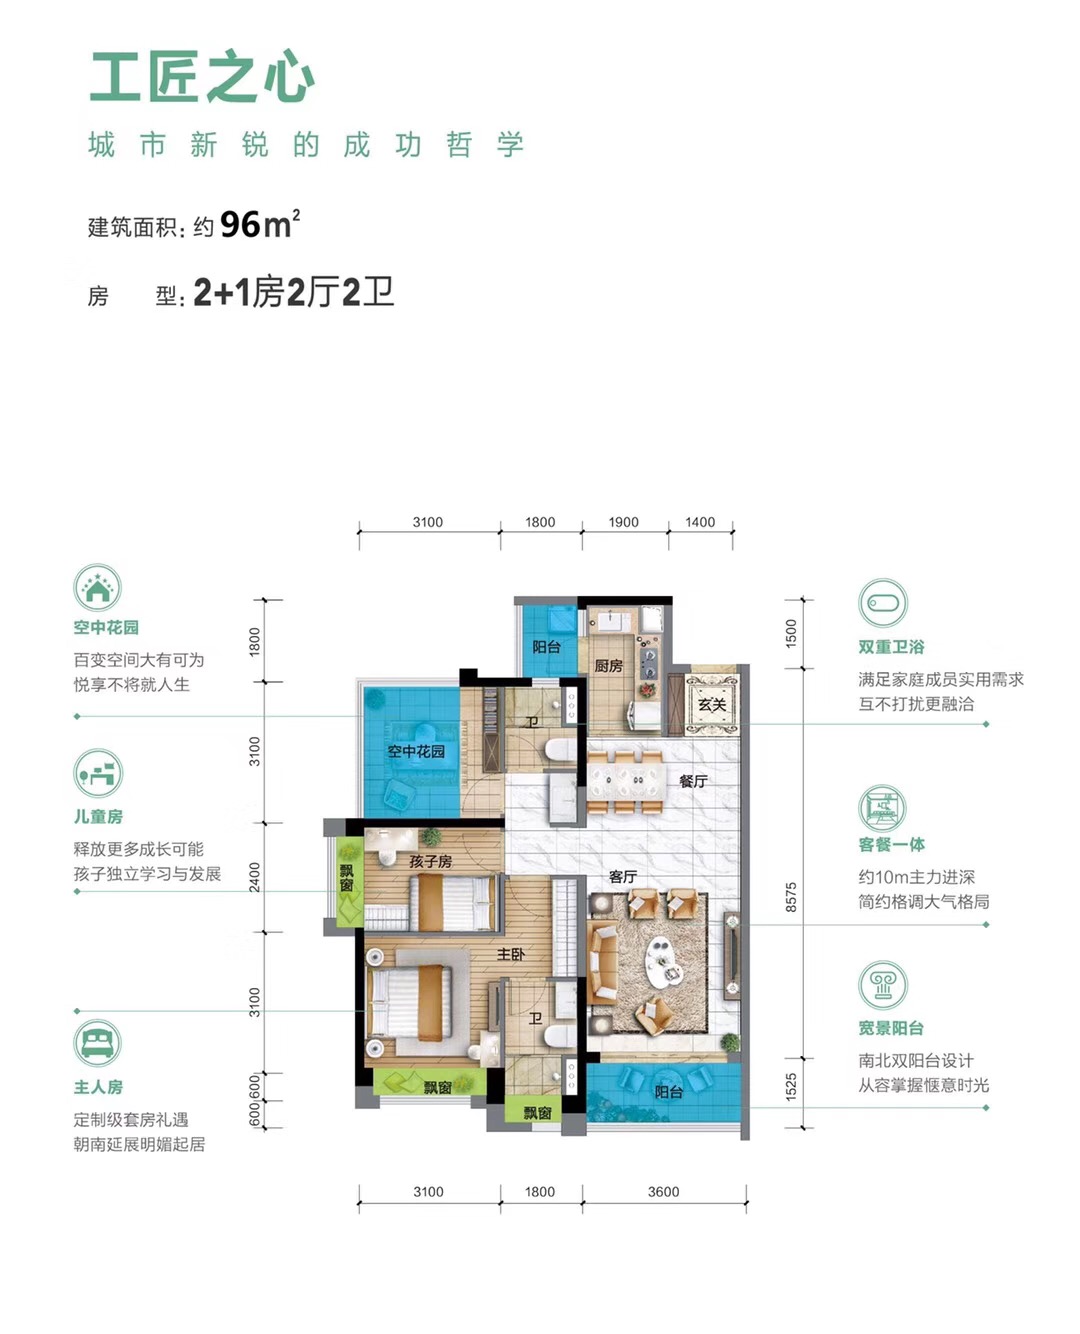 工匠之心
城市新锐的成功哲学
建筑面积：约96m²
房型：2+1房2厅2卫
3100
1800
1900
1400
空中花园
百变空间大有可为
悦享不将就人生
儿童房
释放更多成长可能
孩子独立学习与发展
主人房
定制级套房礼遇
朝南延展明媚起居
1800
3100
2400
3100
600
600
阳台
厨房
玄关
卫
空中花园
餐厅
孩子房
飘窗
客厅
主卧
卫
飘窗
飘窗
阳台
1500
8575
1525
双重卫浴
满足家庭成员实用需求
互不打扰更融洽
客餐一体
约10m主力进深
简约格调大气格局
宽景阳台
南北双阳台设计
从容掌握惬意时光
3100
1800
3600